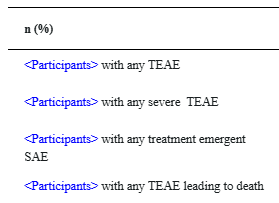 n (%)
<Participants> with any TEAE
<Participants> with any severe TEAE
<Participants> with any treatment emergent
SAE
<Participants> with any TEAE leading to death